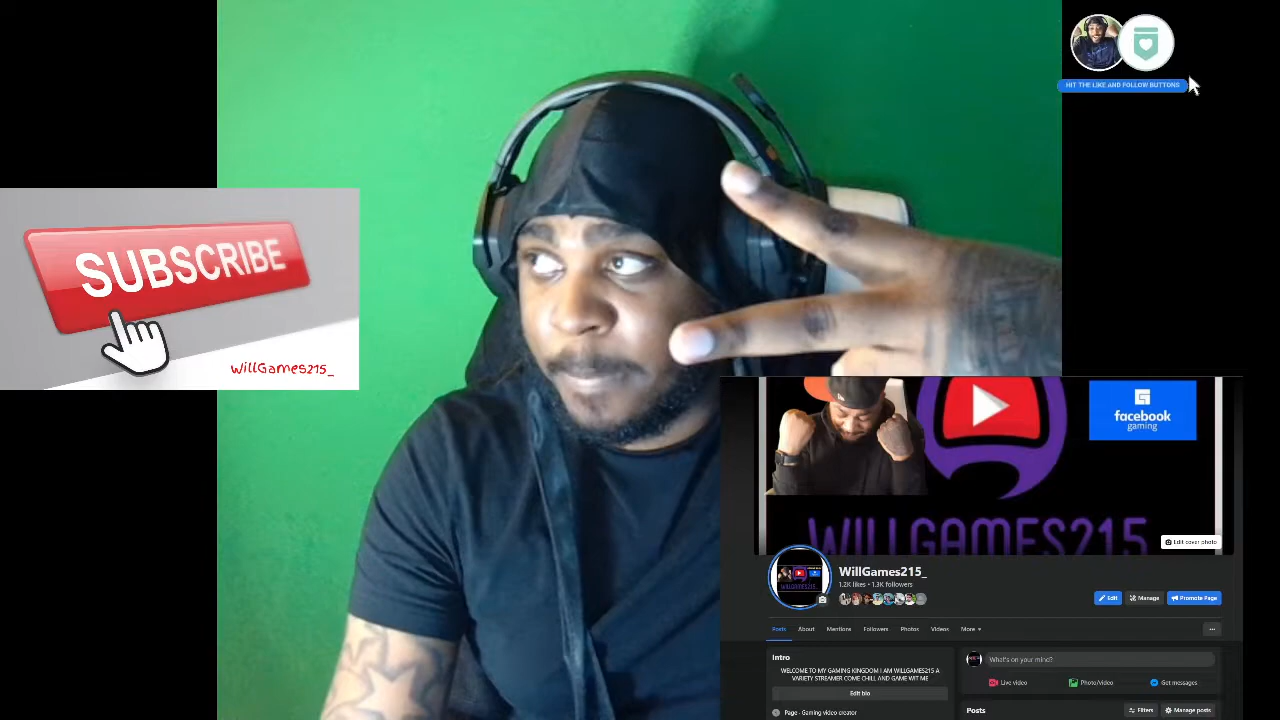 HIT THE LIKE AND FOLLOW BUTTONS
SUBSCRIBE
WillGames215_
facebook
gaming
WILLGAMES215
Edit cover photo
WillGames215_
1.2K likes • 1.3K followers
Edit
Manage
Promote Page
Posts
About
Mentions
Followers
Photos
Videos
More
Intro
WELCOME TO MY GAMING KINGDOM I AM WILLGAMES215 A
VARIETY STREAMER COME CHILL AND GAME WIT ME
Edit bio
Page · Gaming video creator
What's on your mind?
Live video
Photo/video
Get messages
Posts
Filters
Manage posts